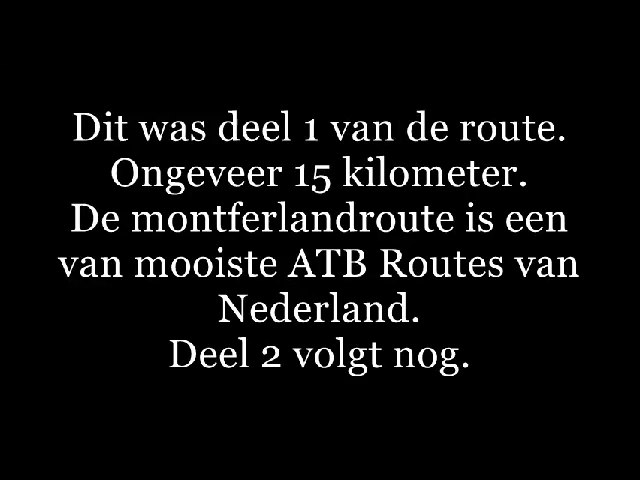 Dit was deel 1 van de route.
Ongeveer 15 kilometer.
De montferlandroute is een
van mooiste ATB Routes van
Nederland.
Deel 2 volgt nog.